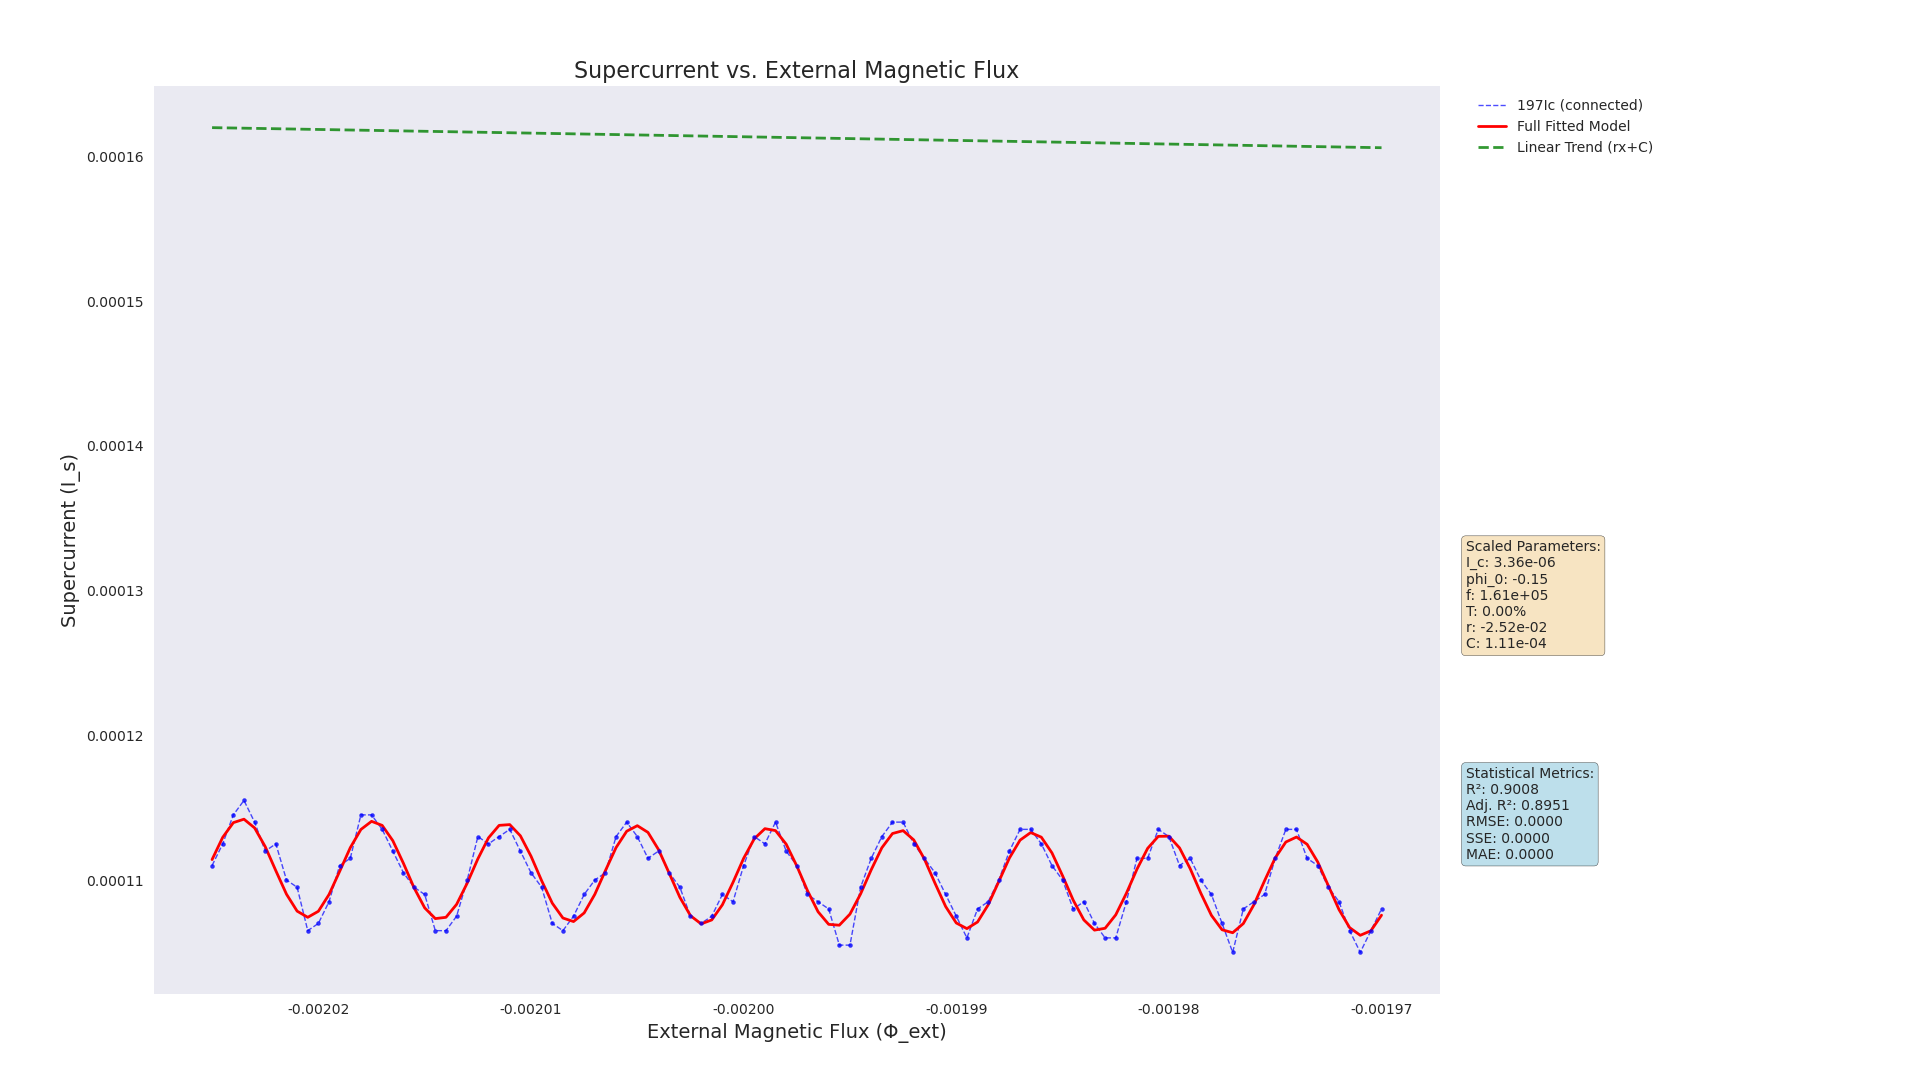 Supercurrent vs. External Magnetic Flux
197Ic (connected)
Full Fitted Model
Linear Trend (rx+C)
0.00016
0.00015
0.00014
0.00013
0.00012
0.00011
Supercurrent (I_s)
Scaled Parameters:
I_c: 3.36e-06
phi_0: -0.15
f: 1.61e+05
T: 0.00%
r: -2.52e-02
C: 1.11e-04
Statistical Metrics:
R²: 0.9008
Adj. R²: 0.8951
RMSE: 0.0000
SSE: 0.0000
MAE: 0.0000
-0.00202 -0.00201 -0.00200 -0.00199 -0.00198 -0.00197
External Magnetic Flux (Φ_ext)